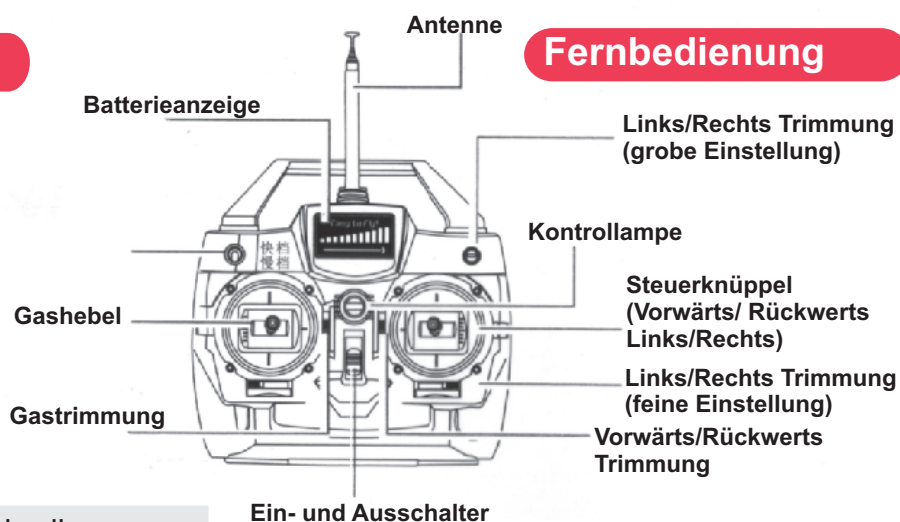 Antenne
Fernbedienung
Batterieanzeige
Links/Rechts Trimmung
(grobe Einstellung)
Kontrollampe
快 档
慢 档
Steuerknüppel
(Vorwärts/ Rückwerts
Links/Rechts)
Gashebel
Links/Rechts Trimmung
(feine Einstellung)
Gastrimmung
Vorwärts/Rückwerts
Trimmung
Ein- und Ausschalter